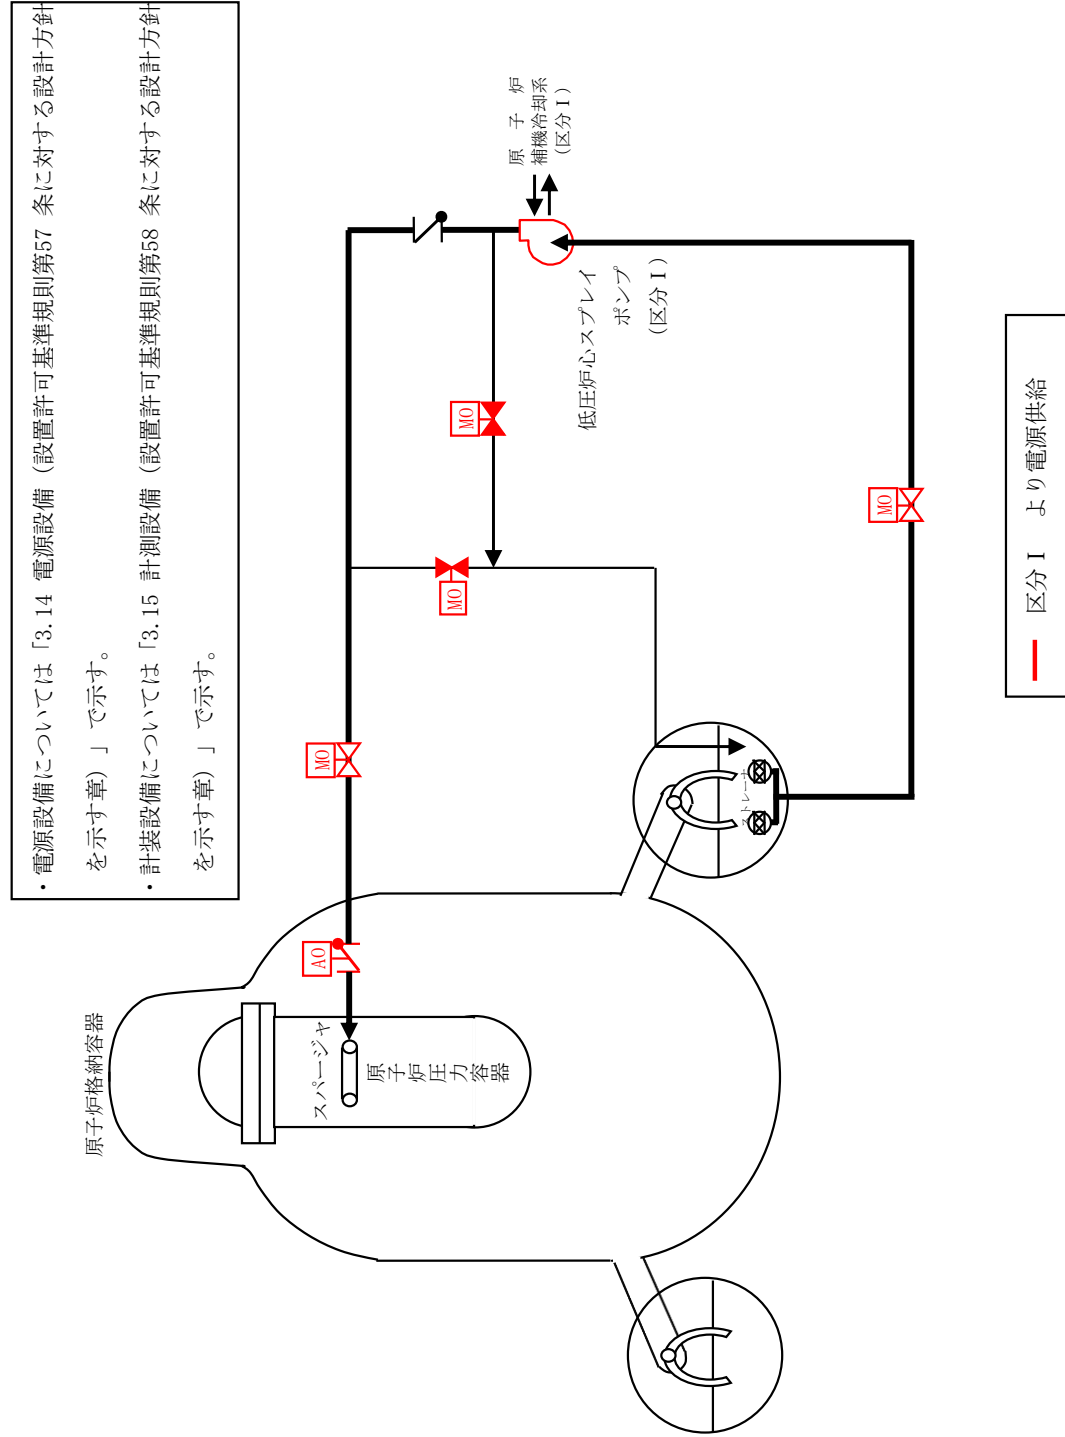 ・電源設備については「3.14 電源設備（設置許可基準規則第57 条に対する設計方針
を示す章）」で示す。
・計装設備については「3.15 計測設備（設置許可基準規則第58 条に対する設計方針
を示す章）」で示す。
原子炉格納容器
スパージャ
原子炉圧力容器
AO
MO
MO
MO
ストレーナ
原 子 炉
補機冷却系
(区分Ⅰ)
低圧炉心スプレイ
ポンプ
(区分Ⅰ)
MO
区分Ⅰ より電源供給